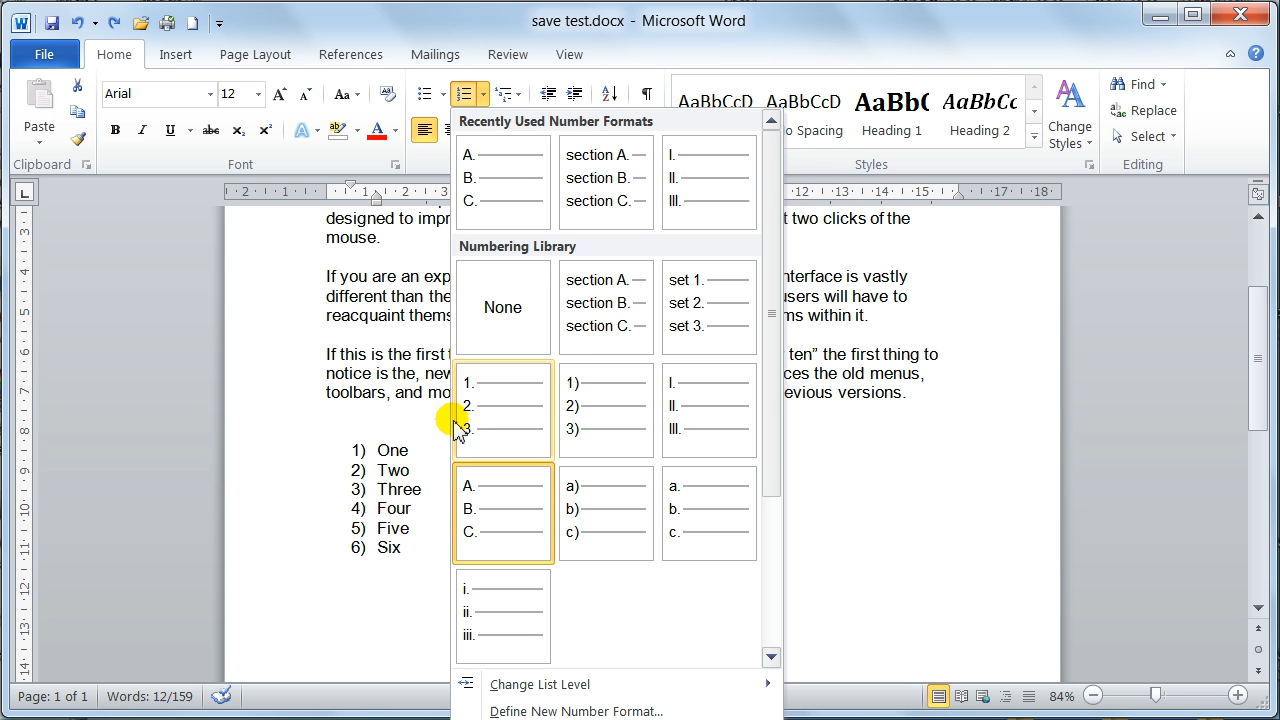 save test.docx - Microsoft Word
File Home Insert Page Layout References Mailings Review View
Paste
Clipboard
Arial 12
Aa
B I U abc x₂ x² A A
Font
AaBbCcD AaBbCcD AaBbC AaBbCc
o Spacing Heading 1 Heading 2
Change Styles
Styles
Find
Replace
Select
Editing
Recently Used Number Formats
A. section A. I.
B. section B. II.
C. section C. III.
Numbering Library
None
section A. set 1.
section B. set 2.
section C. set 3.
1. 1) I.
2. 2) II.
3. 3) III.
A. a) a.
B. b) b.
C. c) c.
i.
ii.
iii.
Change List Level
Define New Number Format...
designed to impr t two clicks of the
mouse.
If you are an exp nterface is vastly
different than the users will have to
reacquaint thems ms within it.
If this is the first ten” the first thing to
notice is the, new ces the old menus,
toolbars, and mo evious versions.
1) One
2) Two
3) Three
4) Four
5) Five
6) Six
Page: 1 of 1 Words: 12/159 84%